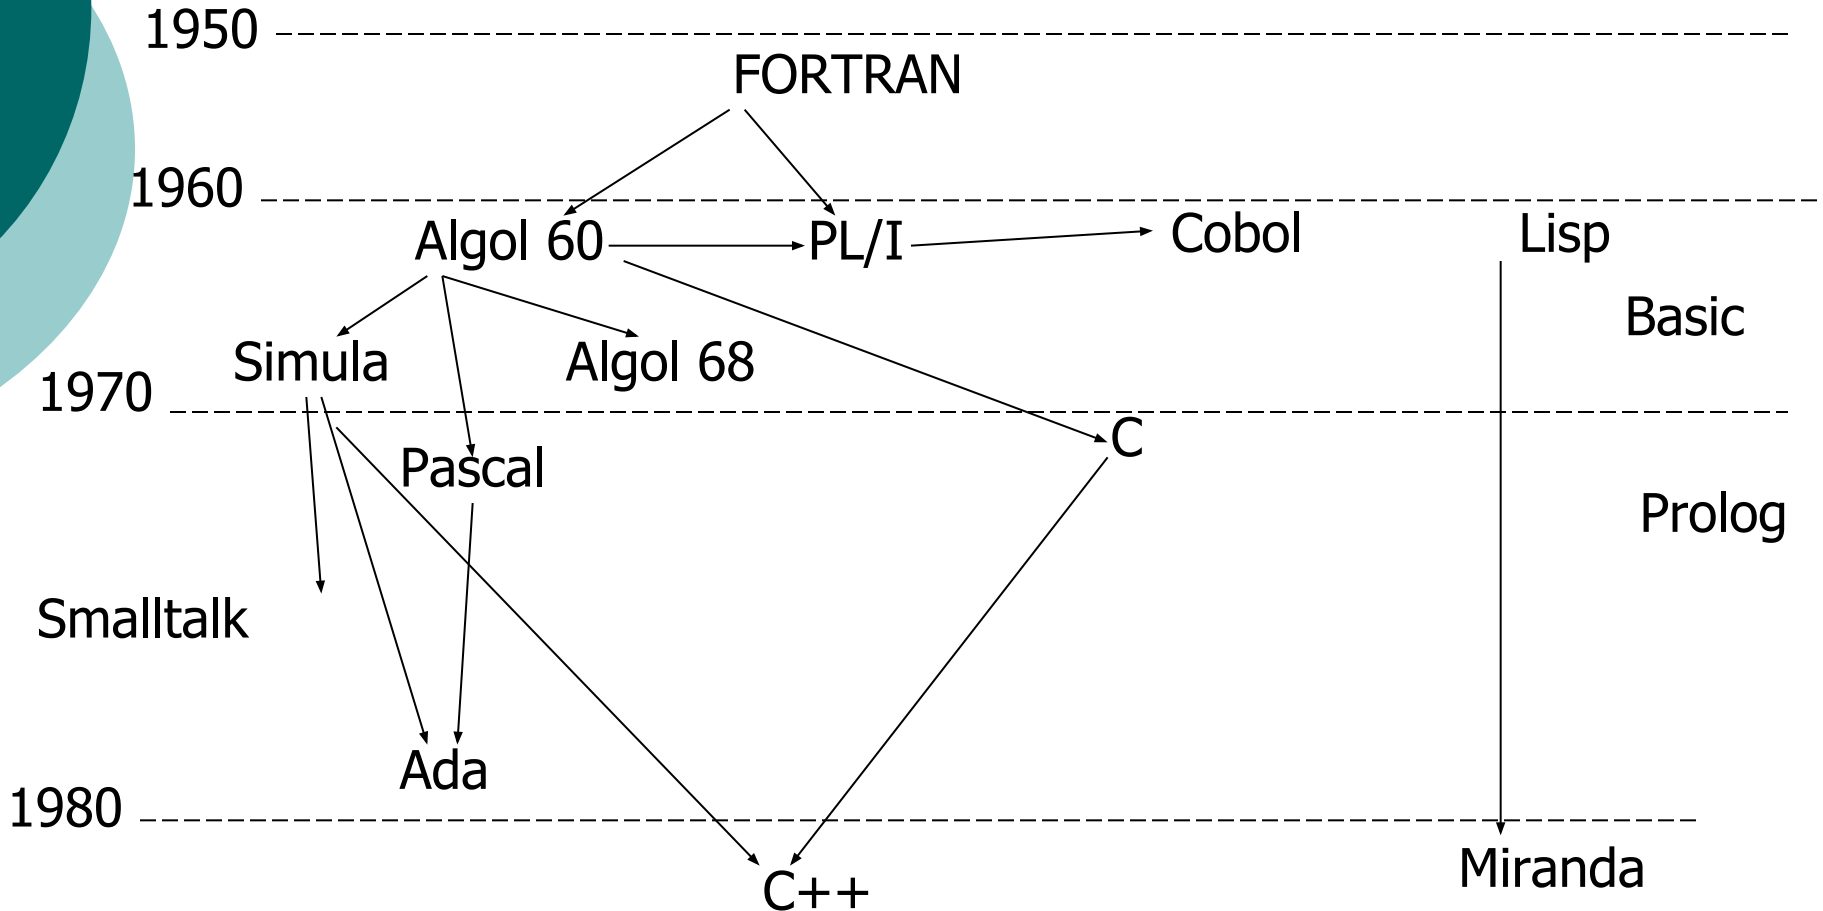 1950
FORTRAN
1960
Algol 60 PL/I Cobol Lisp
Basic
Simula Algol 68
1970
C
Pascal
Prolog
Smalltalk
Ada
1980
Miranda
C++